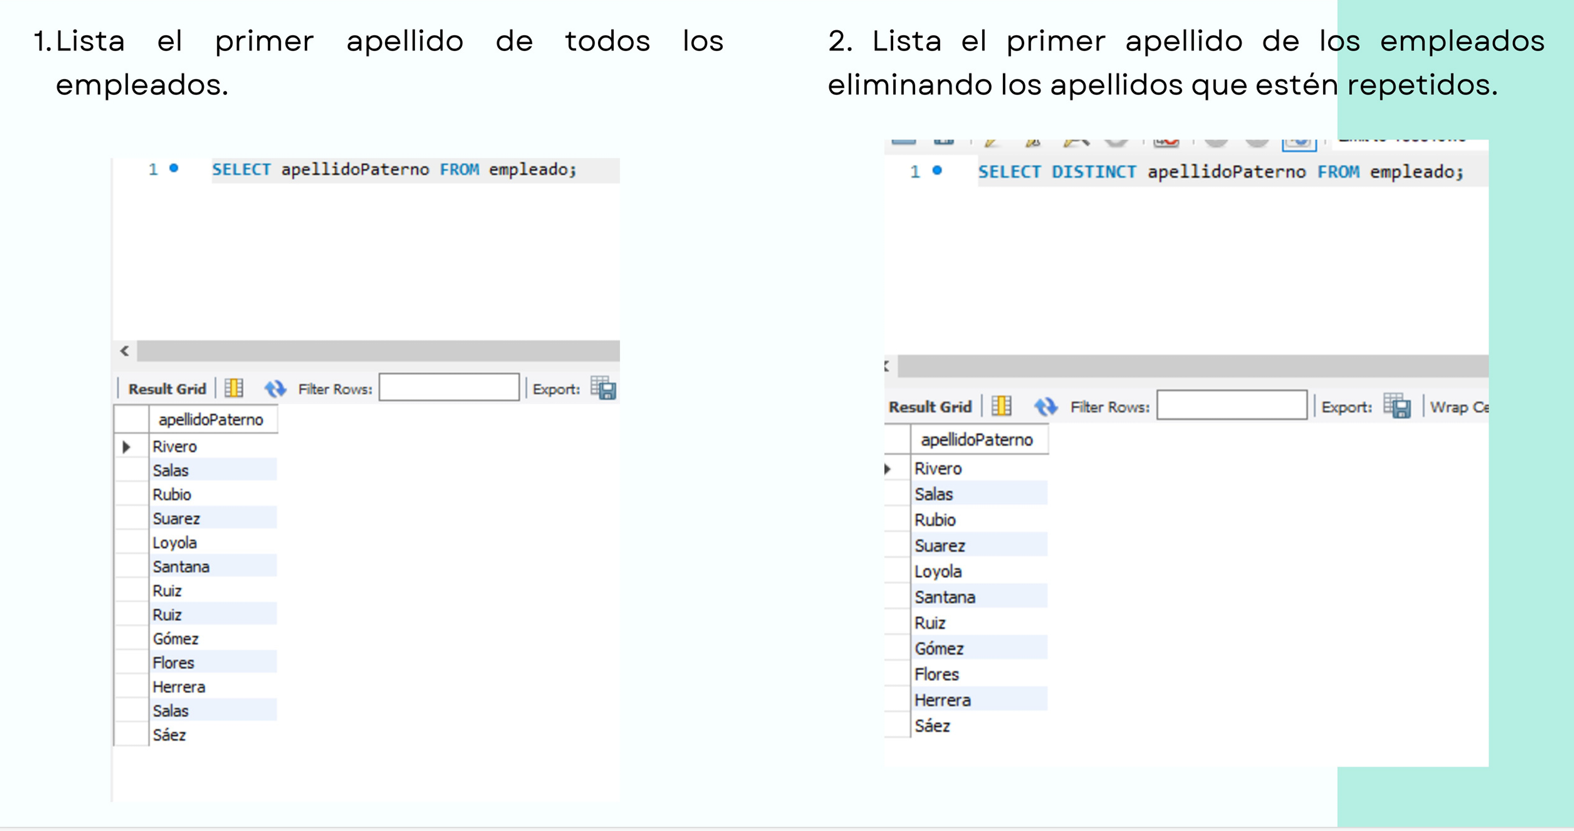 1. Lista el primer apellido de todos los
empleados.
1 SELECT apellidoPaterno FROM empleado;
Result Grid Filter Rows: Export:
apellidoPaterno
Rivero
Salas
Rubio
Suarez
Loyola
Santana
Ruiz
Ruiz
Gómez
Flores
Herrera
Salas
Sáez
2. Lista el primer apellido de los empleados
eliminando los apellidos que estén repetidos.
1 SELECT DISTINCT apellidoPaterno FROM empleado;
Result Grid Filter Rows: Export: Wrap Ce
apellidoPaterno
Rivero
Salas
Rubio
Suarez
Loyola
Santana
Ruiz
Gómez
Flores
Herrera
Sáez